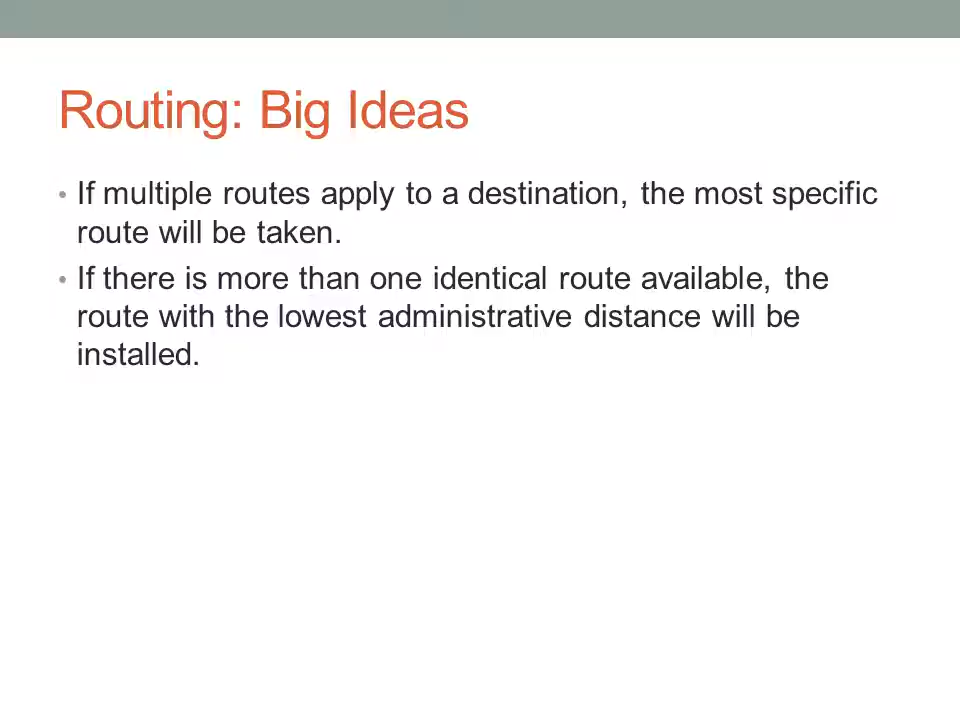 Routing: Big Ideas
• If multiple routes apply to a destination, the most specific
route will be taken.
• If there is more than one identical route available, the
route with the lowest administrative distance will be
installed.